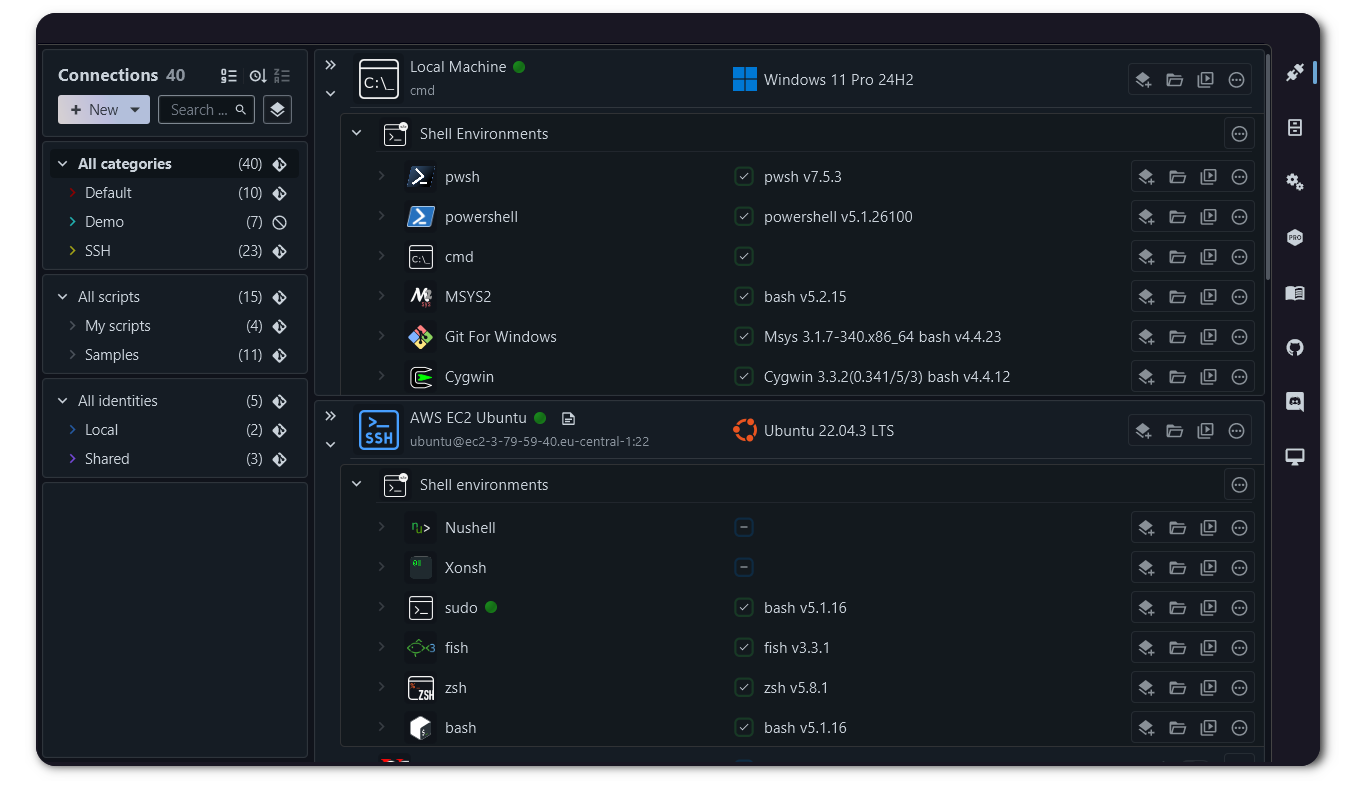 Connections 40
New
Search ...
All categories (40)
Default (10)
Demo (7)
SSH (23)
All scripts (15)
My scripts (4)
Samples (11)
All identities (5)
Local (2)
Shared (3)
C:\_
Local Machine
cmd
Windows 11 Pro 24H2
Shell Environments
pwsh
pwsh v7.5.3
powershell
powershell v5.1.26100
C:\_
cmd
MSYS2
bash v5.2.15
Git For Windows
Msys 3.1.7-340.x86_64 bash v4.4.23
Cygwin
Cygwin 3.3.2(0.341/5/3) bash v4.4.12
SSH
AWS EC2 Ubuntu
ubuntu@ec2-3-79-59-40.eu-central-1:22
Ubuntu 22.04.3 LTS
Shell environments
nu>
Nushell
Xonsh
sudo
bash v5.1.16
fish
fish v3.3.1
ZSH
zsh
zsh v5.8.1
bash
bash v5.1.16
PRO